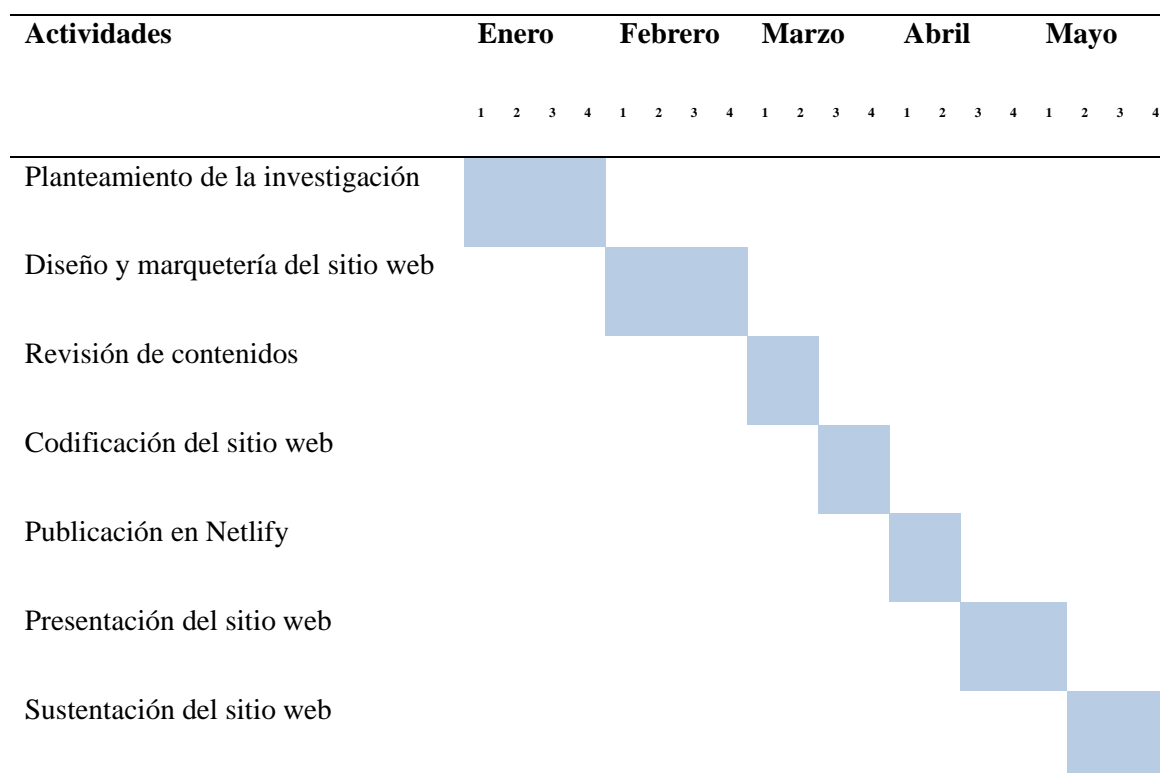 Actividades Enero Febrero Marzo Abril Mayo
1 2 3 4 1 2 3 4 1 2 3 4 1 2 3 4 1 2 3 4
Planteamiento de la investigación
Diseño y marquetería del sitio web
Revisión de contenidos
Codificación del sitio web
Publicación en Netlify
Presentación del sitio web
Sustentación del sitio web